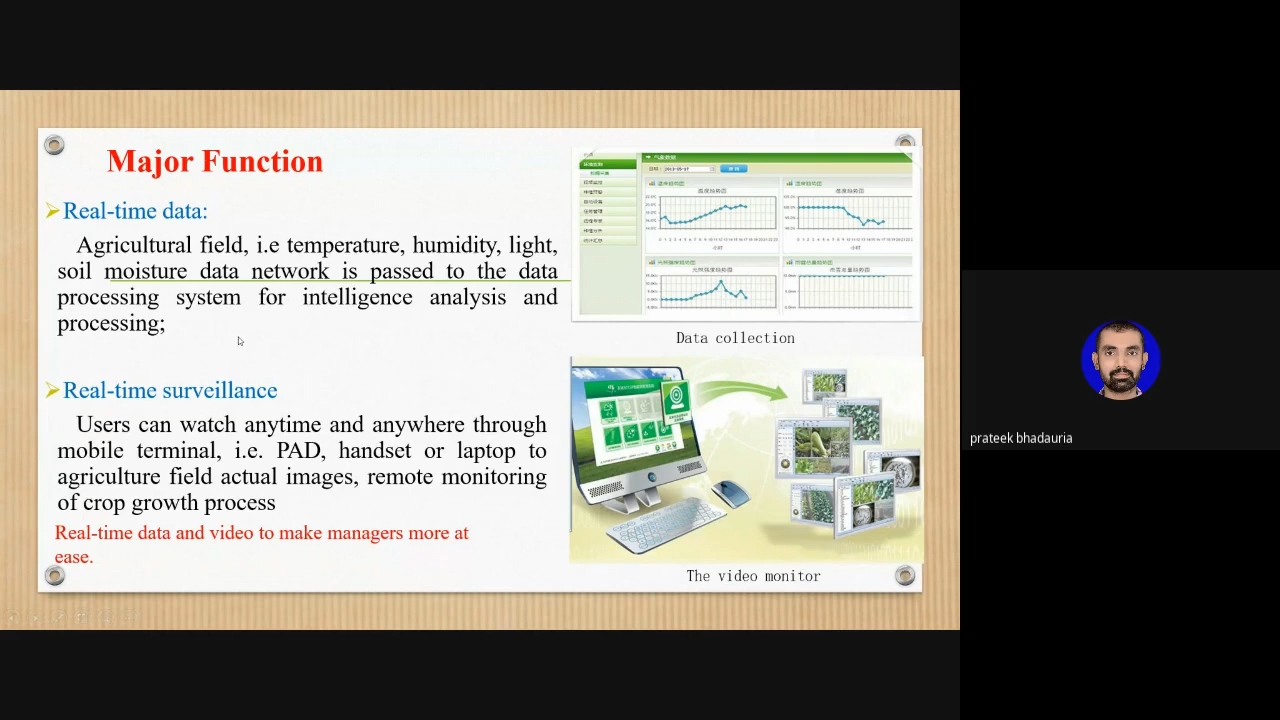 Major Function
Real-time data:
Agricultural field, i.e temperature, humidity, light,
soil moisture data network is passed to the data
processing system for intelligence analysis and
processing;
Real-time surveillance
Users can watch anytime and anywhere through
mobile terminal, i.e. PAD, handset or laptop to
agriculture field actual images, remote monitoring
of crop growth process
Real-time data and video to make managers more at
ease.
Data collection
The video monitor
prateek bhadauria